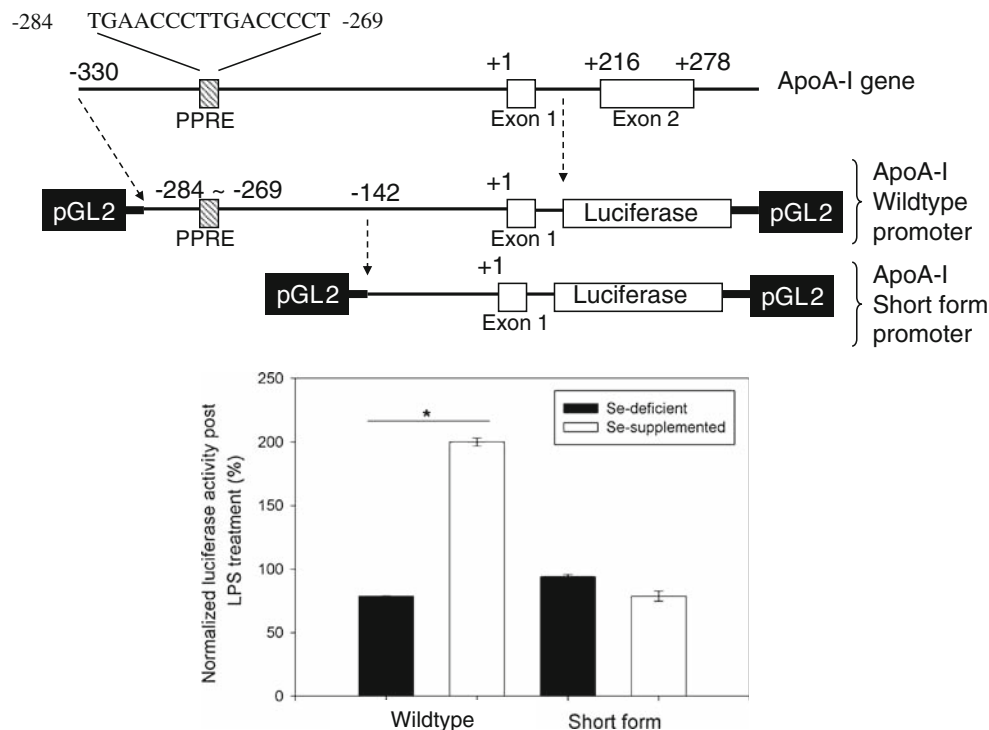 -284 TGAACCCTTGACCCCT -269
-330
+1
+216
+278
ApoA-I gene
PPRE
Exon 1
Exon 2
pGL2
-284 ~ -269
-142
+1
Luciferase
pGL2
PPRE
Exon 1
ApoA-I
Wildtype
promoter
pGL2
+1
Luciferase
pGL2
Exon 1
ApoA-I
Short form
promoter
Normalized luciferase activity post
LPS treatment (%)
250
200
150
100
50
0
*
Se-deficient
Se-supplemented
Wildtype
Short form